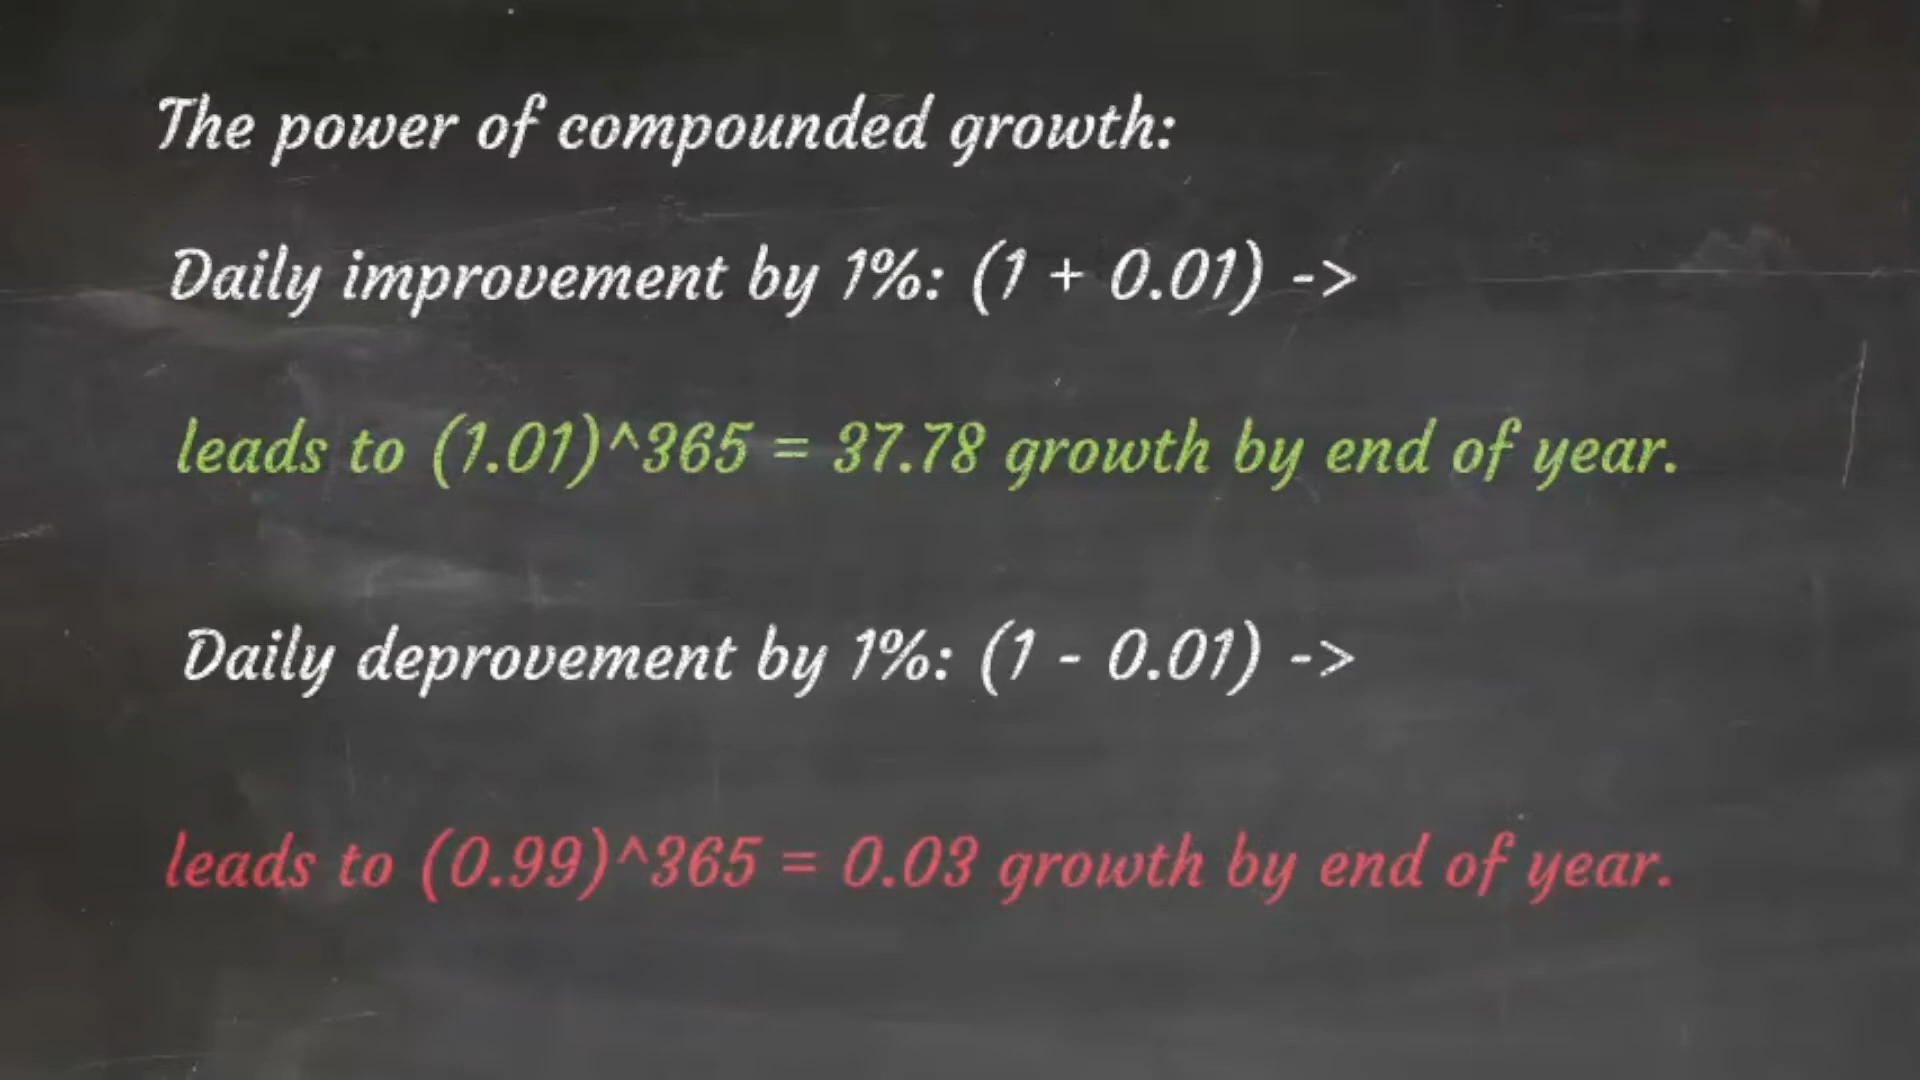 The power of compounded growth:
Daily improvement by 1%: (1 + 0.01) ->
leads to (1.01)^365 = 37.78 growth by end of year.
Daily deprovement by 1%: (1 - 0.01) ->
leads to (0.99)^365 = 0.03 growth by end of year.